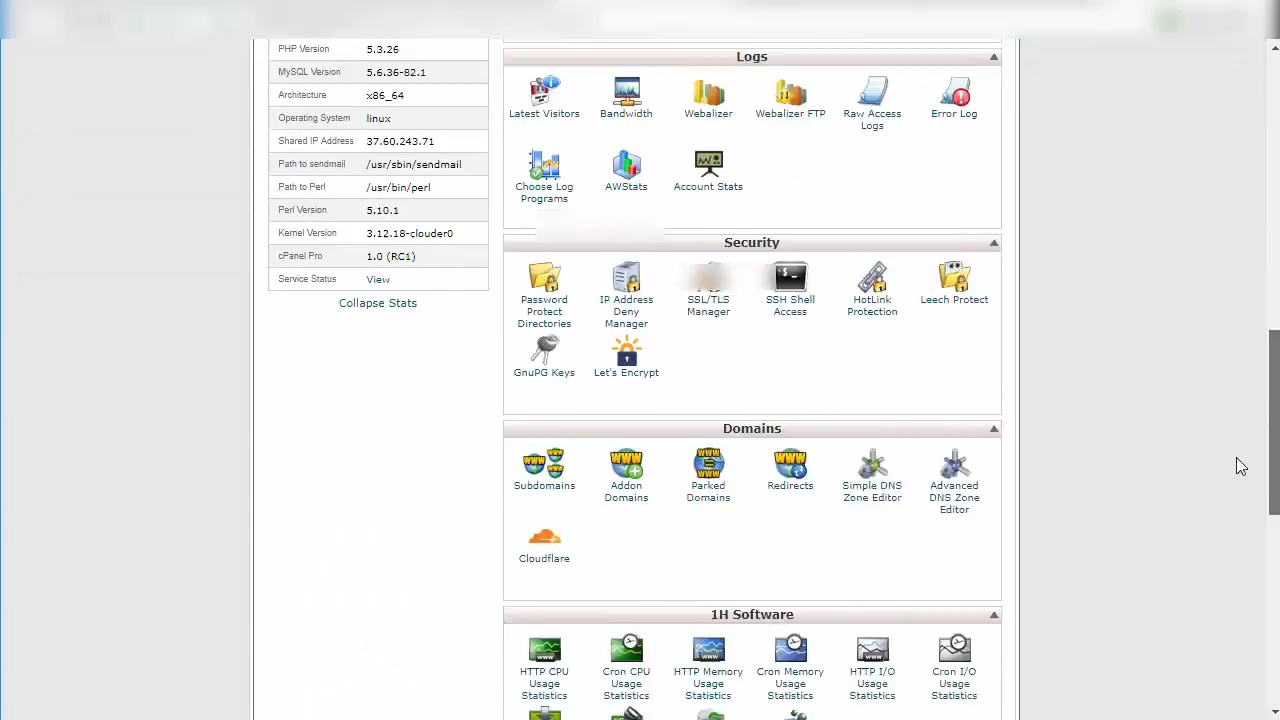 PHP Version 5.3.26
MySQL Version 5.6.36-82.1
Architecture x86_64
Operating System linux
Shared IP Address 37.60.243.71
Path to sendmail /usr/sbin/sendmail
Path to Perl /usr/bin/perl
Perl Version 5.10.1
Kernel Version 3.12.18-clouder0
cPanel Pro 1.0 (RC1)
Service Status View
Collapse Stats
Logs
Latest Visitors
Bandwidth
Webalizer
Webalizer FTP
Raw Access
Logs
Error Log
Choose Log
Programs
AWStats
Account Stats
Security
Password
Protect
Directories
IP Address
Deny
Manager
SSL/TLS
Manager
SSH Shell
Access
HotLink
Protection
Leech Protect
GnuPG Keys
Let's Encrypt
Domains
Subdomains
Addon
Domains
Parked
Domains
Redirects
Simple DNS
Zone Editor
Advanced
DNS Zone
Editor
Cloudflare
1H Software
HTTP CPU
Usage
Statistics
Cron CPU
Usage
Statistics
HTTP Memory
Usage
Statistics
Cron Memory
Usage
Statistics
HTTP I/O
Usage
Statistics
Cron I/O
Usage
Statistics